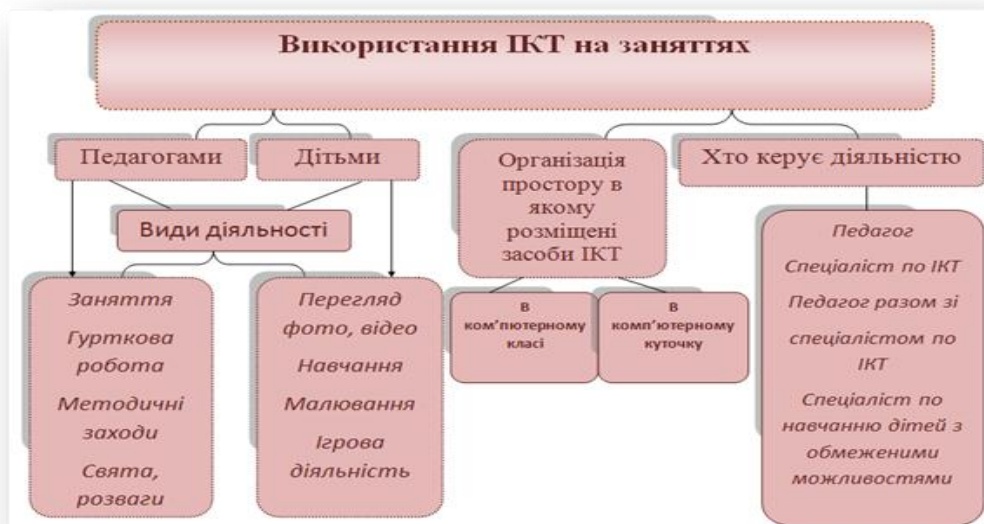 Використання ІКТ на заняттях
Педагогами
Дітьми
Види діяльності
Заняття
Гурткова
робота
Методичні
заходи
Свята,
розваги
Перегляд
фото, відео
Навчання
Малювання
Ігрова
діяльність
Організація
простору в
якому
розміщені
засоби ІКТ
В
ком’пютерному
класі
В
комп’ютерному
куточку
Хто керує діяльністю
Педагог
Спеціаліст по ІКТ
Педагог разом зі
спеціалістом по
ІКТ
Спеціаліст по
навчанню дітей з
обмеженими
можливостями